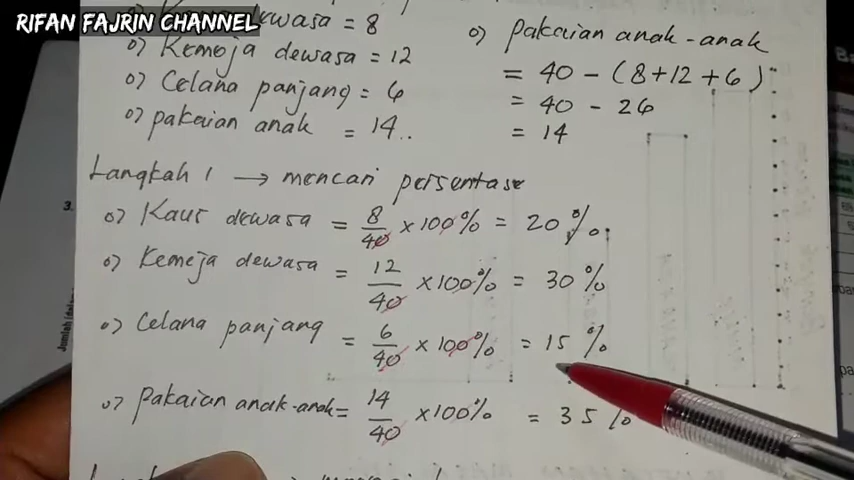 RIFAN FAJRIN CHANNEL
dewasa = 8
o) Kemeja dewasa = 12
o) Celana panjang = 6
o) pakaian anak = 14..
o) pakaian anak-anak
= 40 - (8+12+6)
= 40 - 26
= 14
Langkah 1 → mencari persentase
o) Kaus dewasa = 8/40 x 100% = 20%.
o) Kemeja dewasa = 12/40 x 100% = 30%
o) Celana panjang = 6/40 x 100% = 15%
o) pakaian anak-anak = 14/40 x 100% = 35%
3.
Jumlah